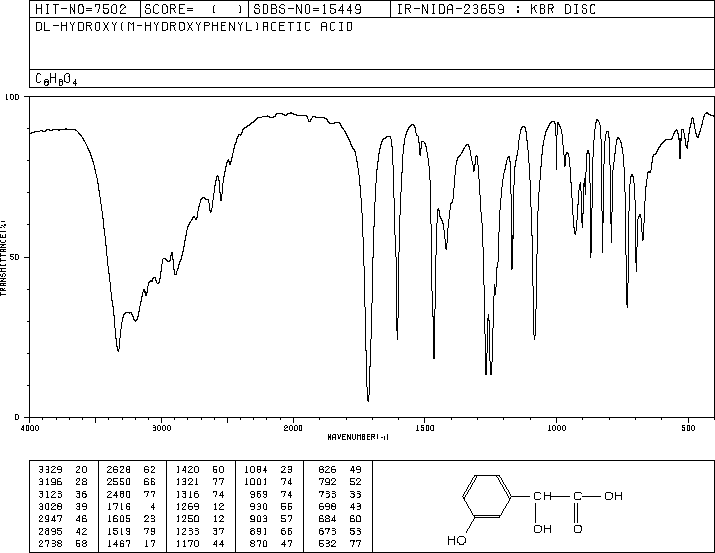 HIT-NO=7502 SCORE= ( ) SDBS-NO=15449 IR-NIDA-23659 : KBR DISC
DL-HYDROXY(M-HYDROXYPHENYL)ACETIC ACID
C8H8O4
100
TRANSMITTANCE(%)
50
0
4000 3000 2000 1500 1000 500
WAVENUMBER(-1)
3329 20 2628 62 1420 50 1084 23 826 49
3196 28 2550 66 1321 77 1001 74 792 52
3123 36 2480 77 1316 74 969 74 733 33
3028 39 1716 4 1269 12 930 55 698 43
2947 46 1605 23 1250 12 903 57 684 60
2895 42 1519 79 1233 37 891 66 673 53
2738 58 1467 17 1170 44 870 47 532 77
CH C OH
HO OH O